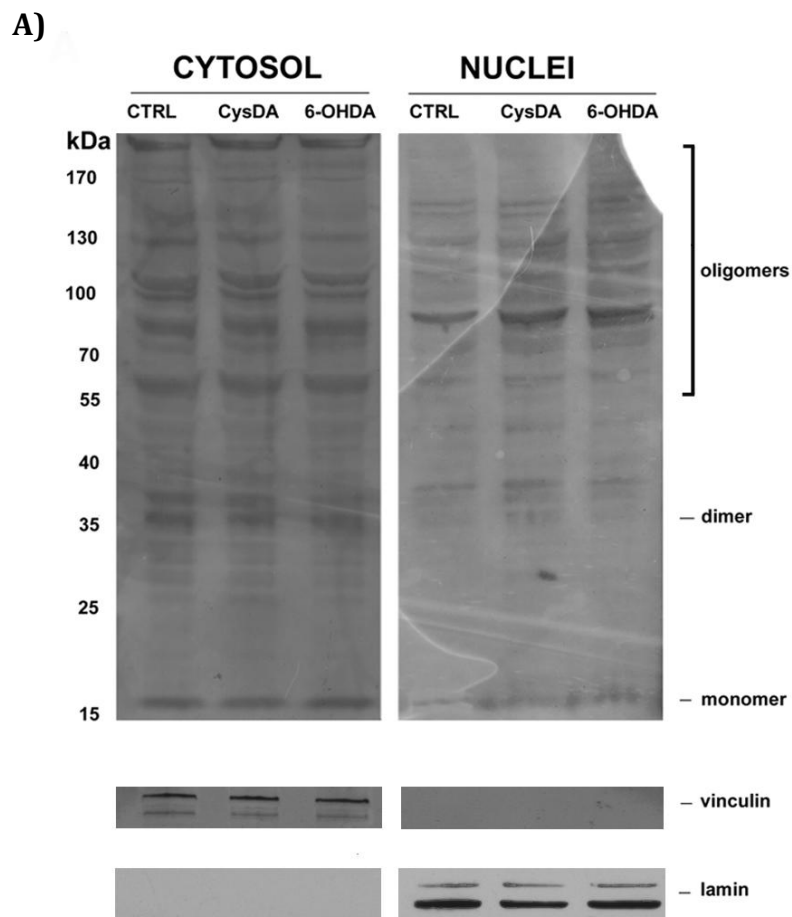 A)
CYTOSOL NUCLEI
CTRL CysDA 6-OHDA CTRL CysDA 6-OHDA
kDa
170
130
oligomers
100
70
55
40
35
dimer
25
monomer
15
vinculin
lamin